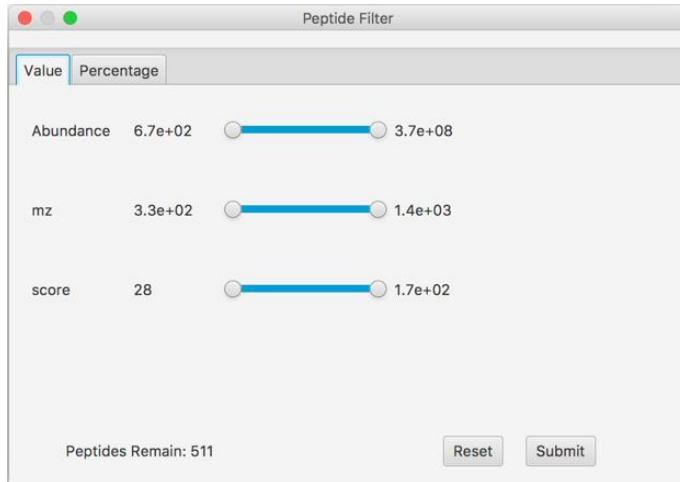 Peptide Filter
Value Percentage
Abundance 6.7e+02 3.7e+08
mz 3.3e+02 1.4e+03
score 28 1.7e+02
Peptides Remain: 511 Reset Submit